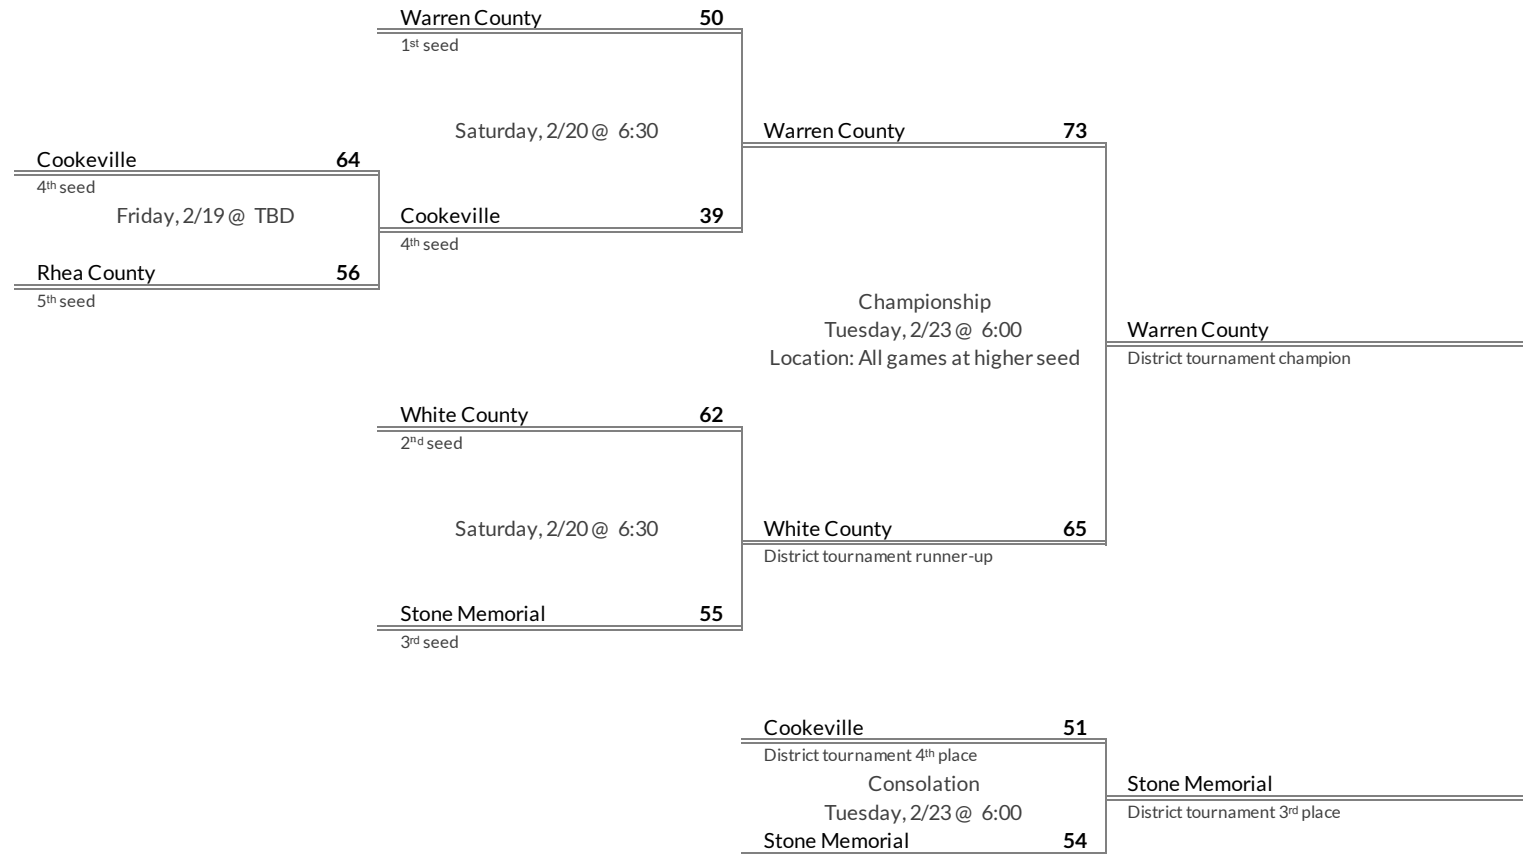 Warren County 50
1st seed
Saturday, 2/20 @ 6:30
Warren County 73
Cookeville 64
4th seed
Friday, 2/19 @ TBD
Cookeville 39
4th seed
Rhea County 56
5th seed
Championship
Tuesday, 2/23 @ 6:00
Location: All games at higher seed
Warren County
District tournament champion
White County 62
2nd seed
Saturday, 2/20 @ 6:30
White County 65
District tournament runner-up
Stone Memorial 55
3rd seed
Cookeville 51
District tournament 4th place
Consolation
Tuesday, 2/23 @ 6:00
Stone Memorial
District tournament 3rd place
Stone Memorial 54